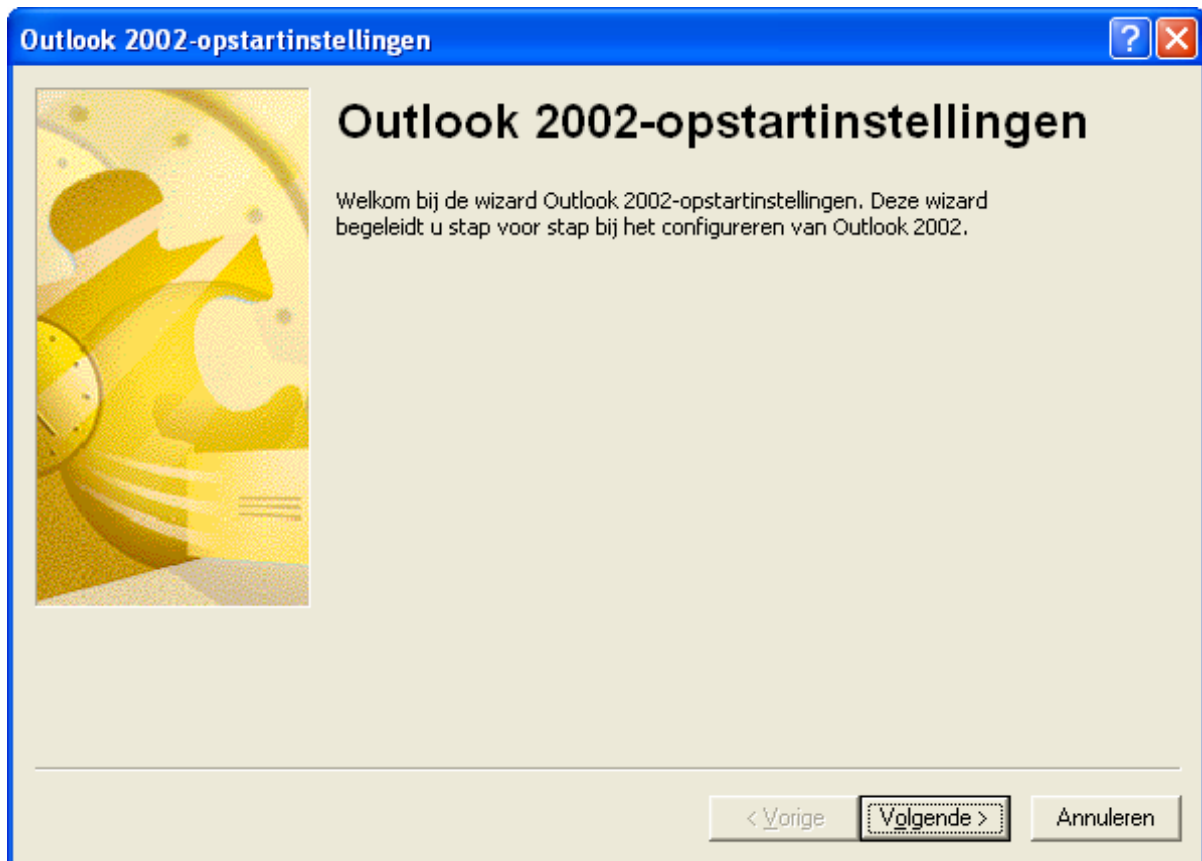 Outlook 2002-opstartinstellingen
?
Outlook 2002-opstartinstellingen
Welkom bij de wizard Outlook 2002-opstartinstellingen. Deze wizard
begeleidt u stap voor stap bij het configureren van Outlook 2002.
< Vorige Volgende > Annuleren